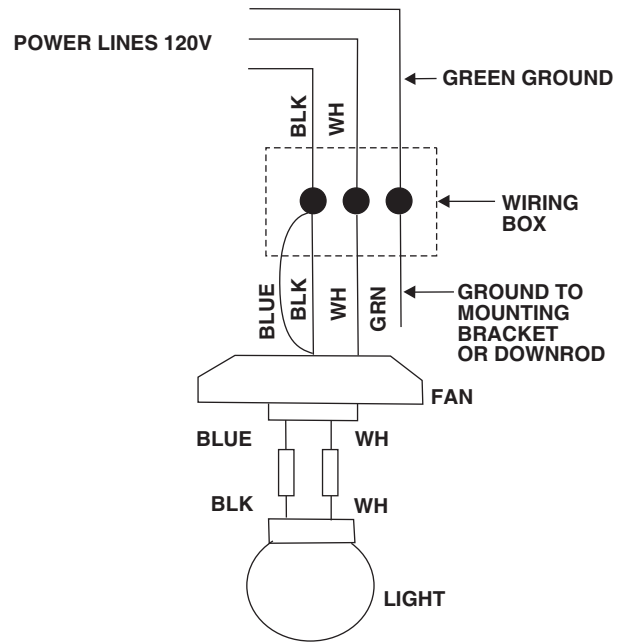 POWER LINES 120V
GREEN GROUND
BLK
WH
WIRING
BOX
BLUE
BLK
WH
GRN
GROUND TO
MOUNTING
BRACKET
OR DOWNROD
FAN
BLUE
WH
BLK
WH
LIGHT